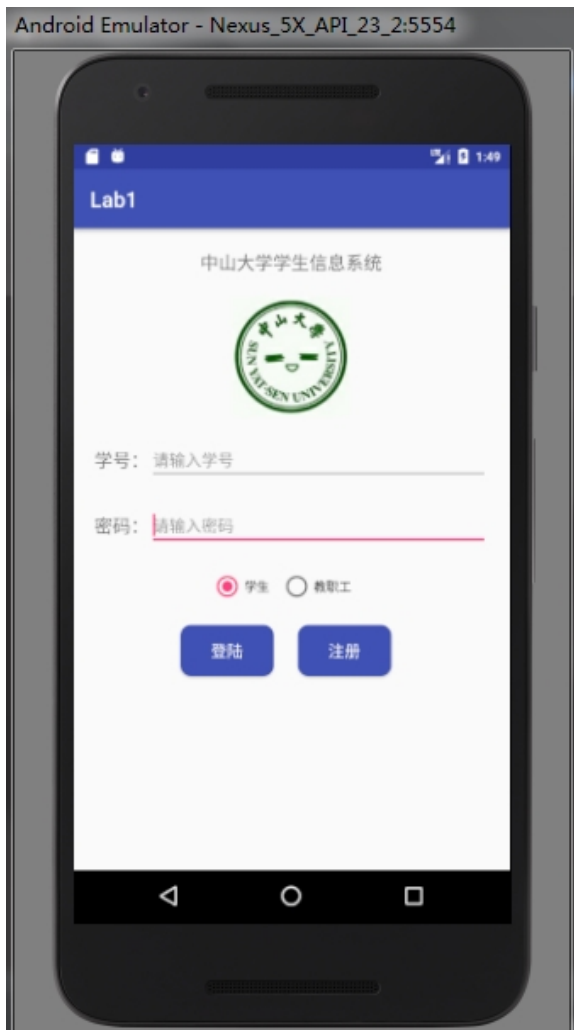 Android Emulator - Nexus_5X_API_23_2:5554
1:49
Lab1
中山大学学生信息系统
中山大学
SUN YAT-SEN UNIVERSITY
学号： 请输入学号
密码： 请输入密码
学生 教职工
登陆 注册